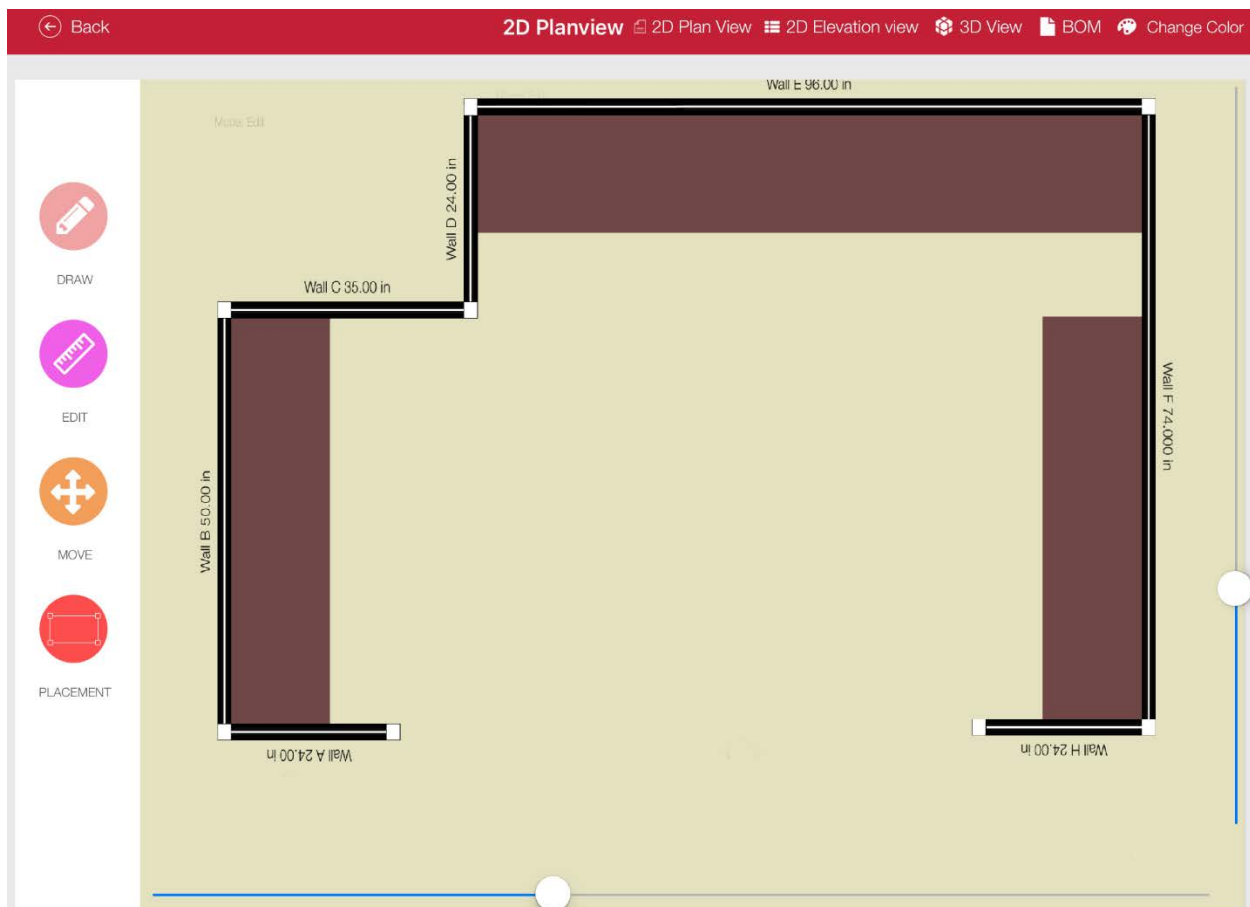 Back
2D Planview
2D Plan View
2D Elevation view
3D View
BOM
Change Color
Wall E 96.00 in
Wall D 24.00 in
DRAW
Wall C 35.00 in
EDIT
Wall F 74.000 in
Wall B 50.00 in
MOVE
PLACEMENT
Wall A 24.00 in
Wall H 24.00 in